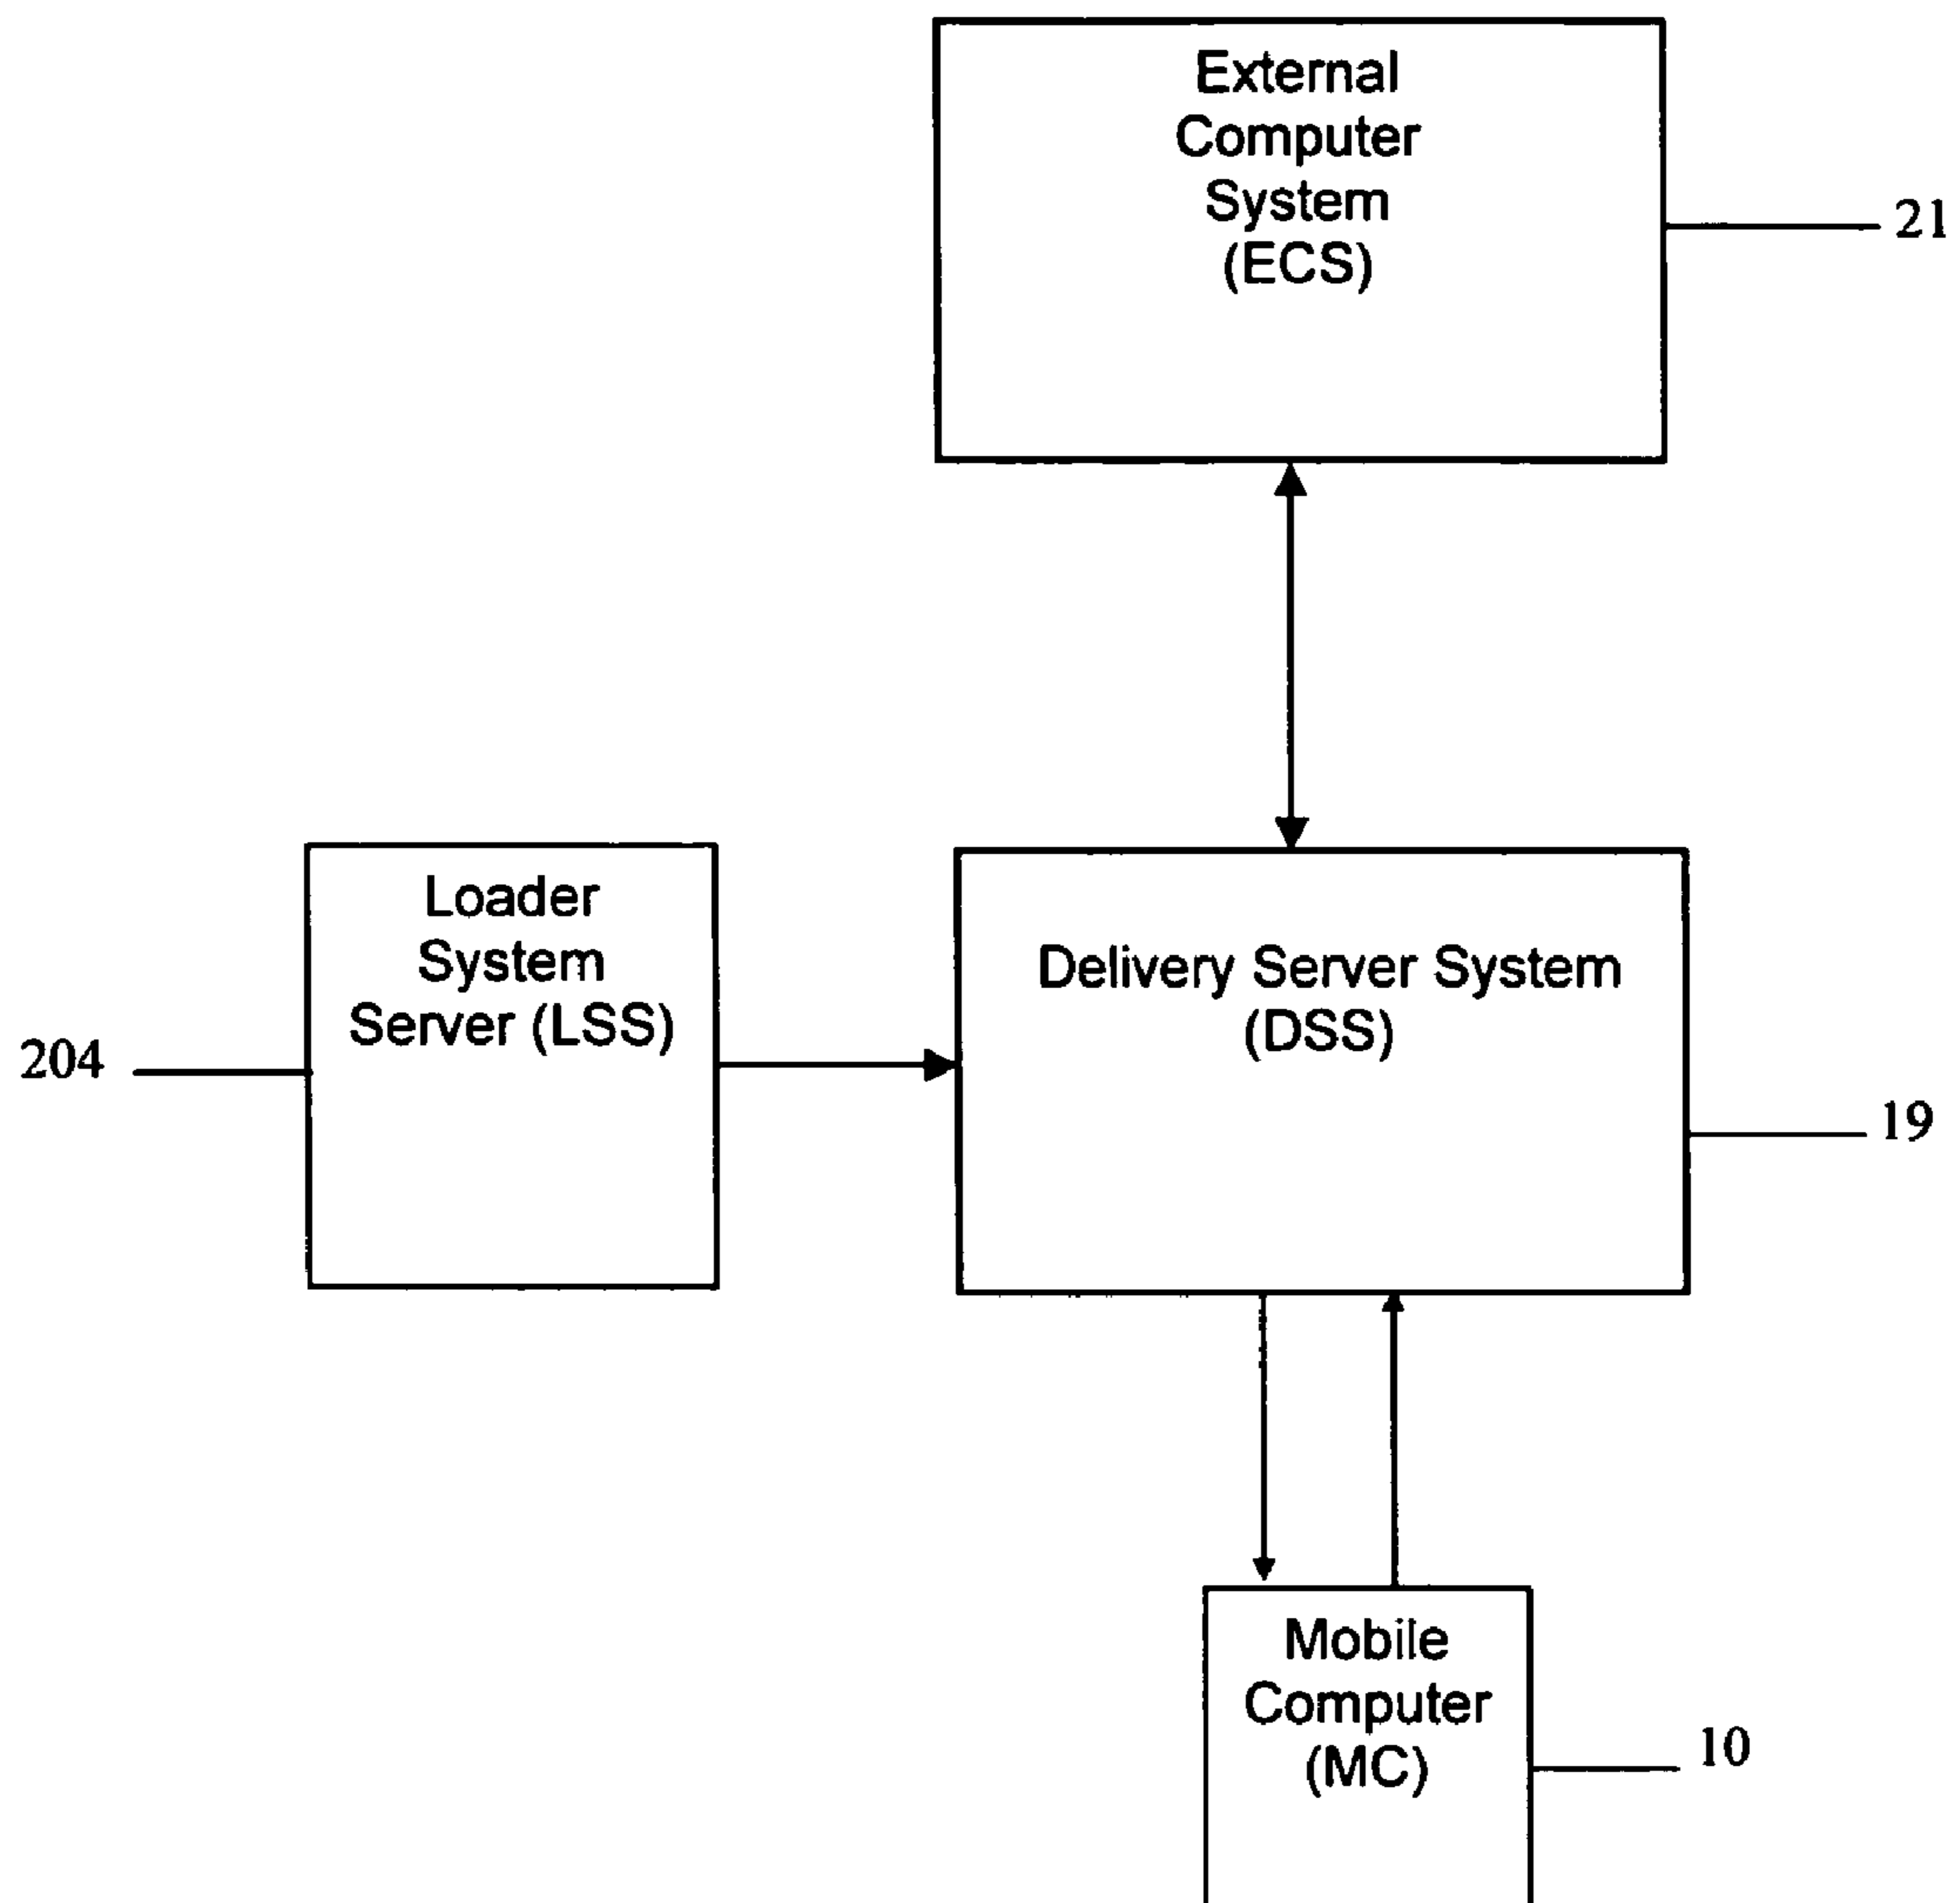 External
Computer
System
(ECS)
21
Loader
System
Server (LSS)
204
Delivery Server System
(DSS)
19
Mobile
Computer
(MC)
10